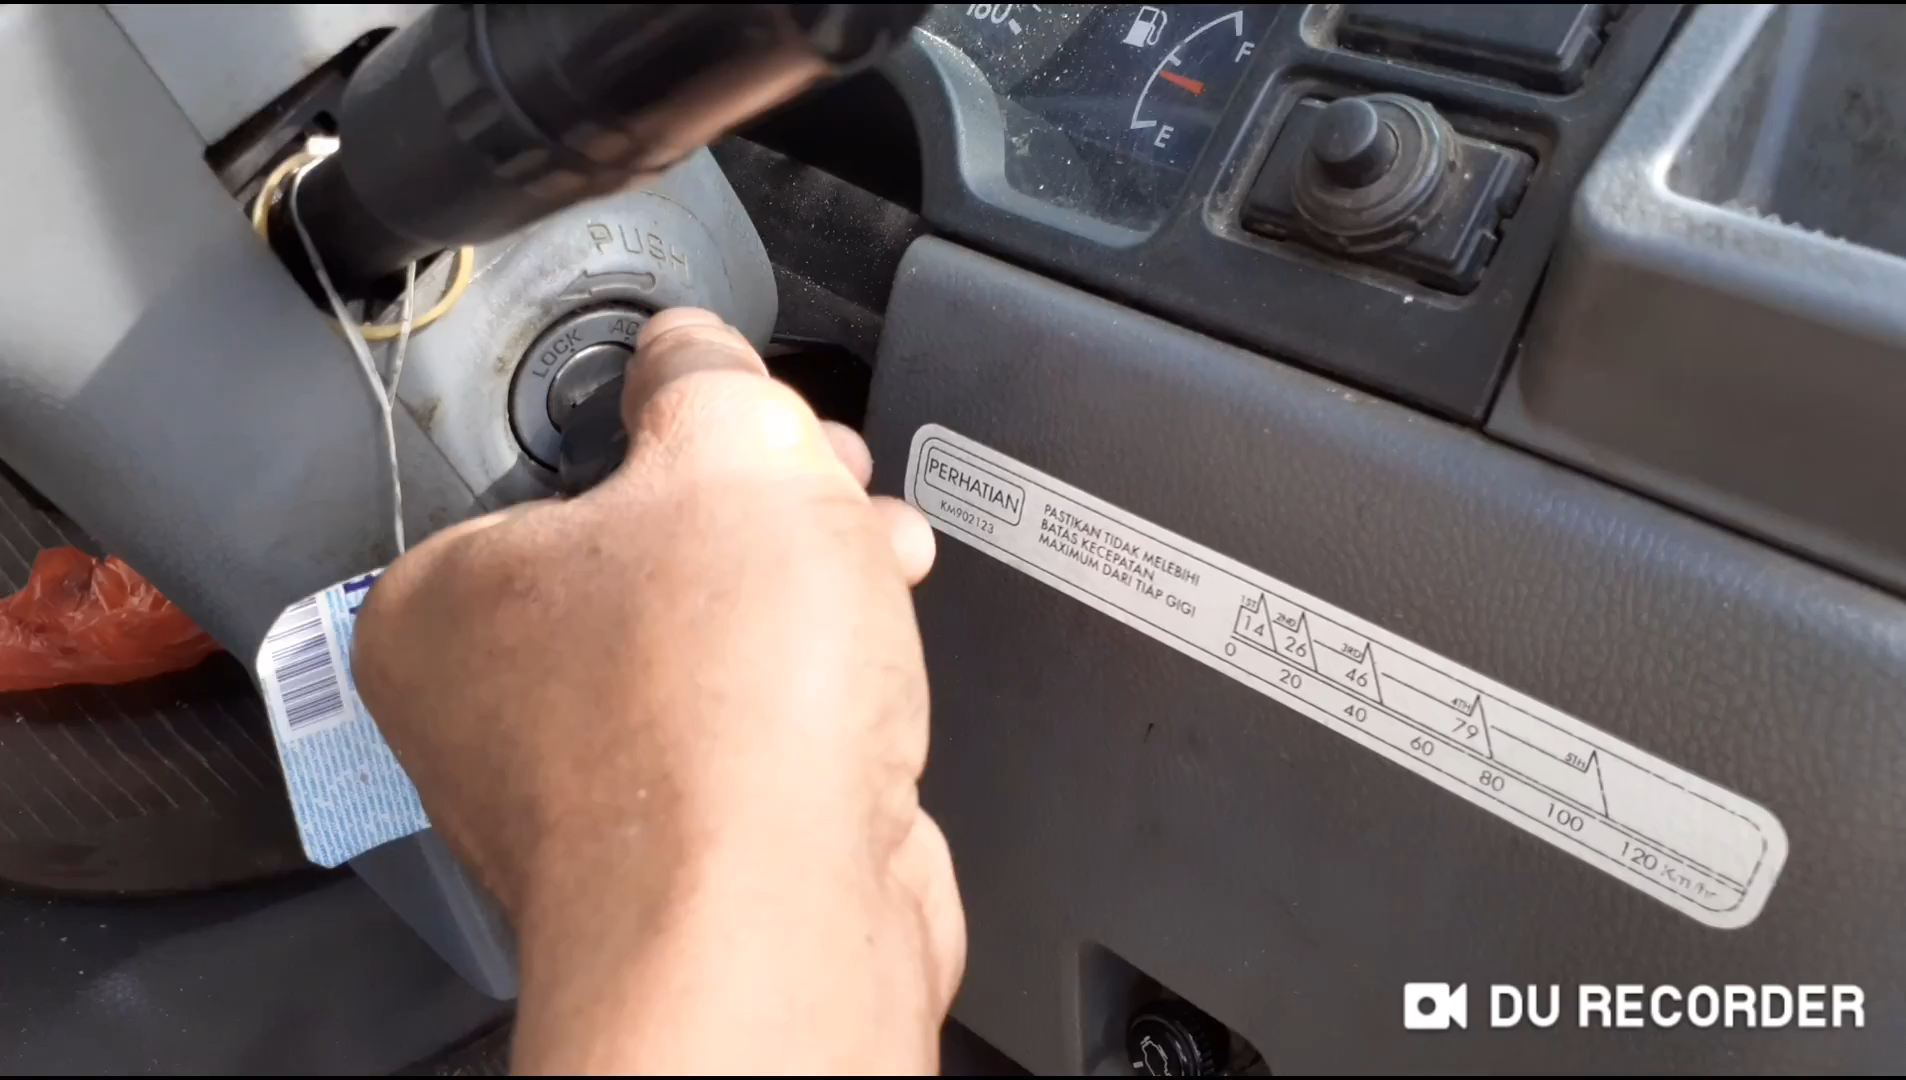 160
F
E
PUSH
LOCK
PERHATIAN
KM902123
PASTIKAN TIDAK MELEBIHI
BATAS KECEPATAN
MAXIMUM DARI TIAP GIGI
1ST 2ND 3RD 4TH 5TH
14 26 46 79
0 20 40 60 80 100 120 Km/hr
DU RECORDER